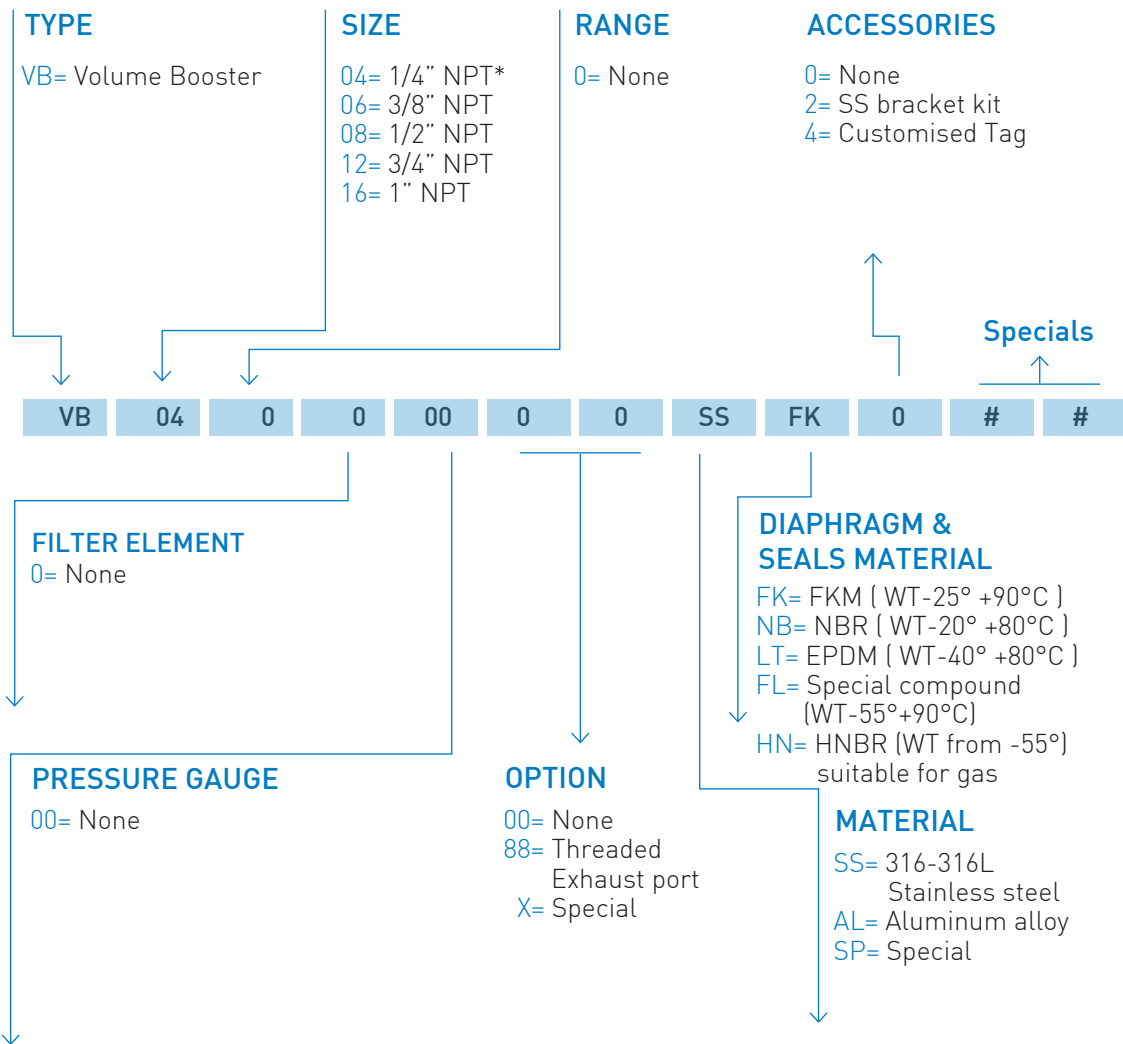 TYPE
VB= Volume Booster
SIZE
04= 1/4” NPT*
06= 3/8” NPT
08= 1/2” NPT
12= 3/4” NPT
16= 1” NPT
RANGE
0= None
ACCESSORIES
0= None
2= SS bracket kit
4= Customised Tag
Specials
VB 04 0 0 00 0 0 SS FK 0 # #
FILTER ELEMENT
0= None
PRESSURE GAUGE
00= None
OPTION
00= None
88= Threaded
Exhaust port
X= Special
DIAPHRAGM &
SEALS MATERIAL
FK= FKM ( WT-25° +90°C )
NB= NBR ( WT-20° +80°C )
LT= EPDM ( WT-40° +80°C )
FL= Special compound
(WT-55°+90°C)
HN= HNBR (WT from -55°)
suitable for gas
MATERIAL
SS= 316-316L
Stainless steel
AL= Aluminum alloy
SP= Special